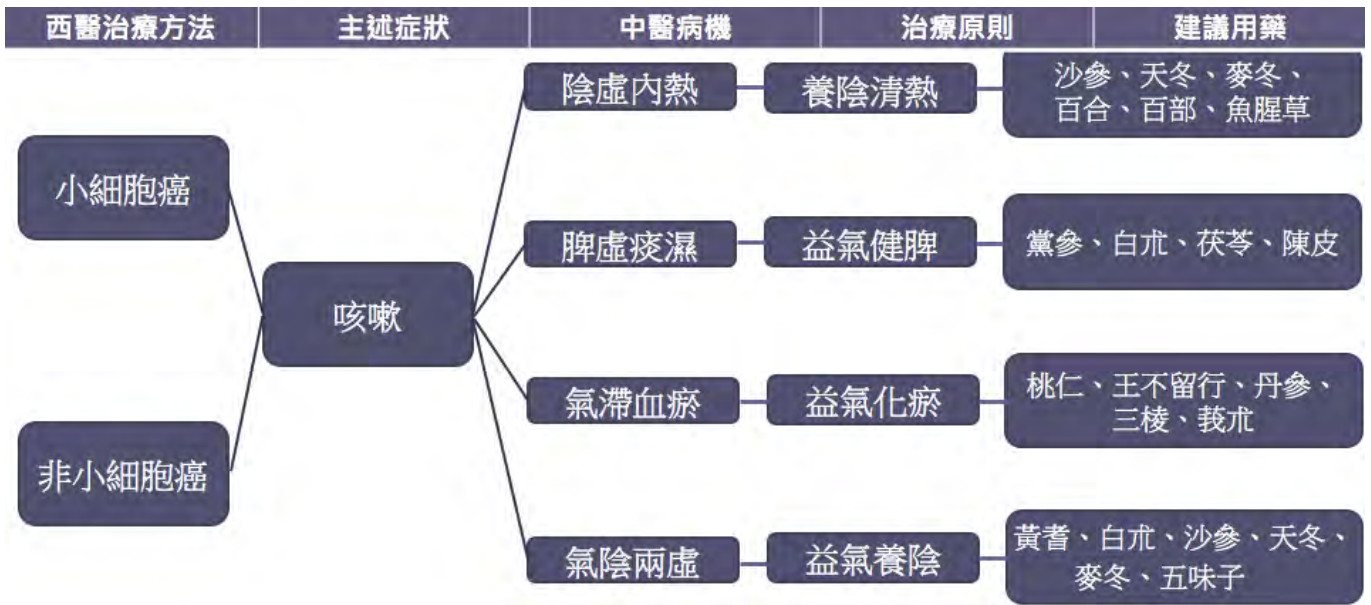 西醫治療方法 主述症狀 中醫病機 治療原則 建議用藥
小細胞癌
非小細胞癌
咳嗽
陰虛內熱
養陰清熱
沙參、天冬、麥冬、
百合、百部、魚腥草
脾虛痰濕
益氣健脾
黨參、白朮、茯苓、陳皮
氣滯血瘀
益氣化瘀
桃仁、王不留行、丹參、
三棱、莪朮
氣陰兩虛
益氣養陰
黃耆、白朮、沙參、天冬、
麥冬、五味子